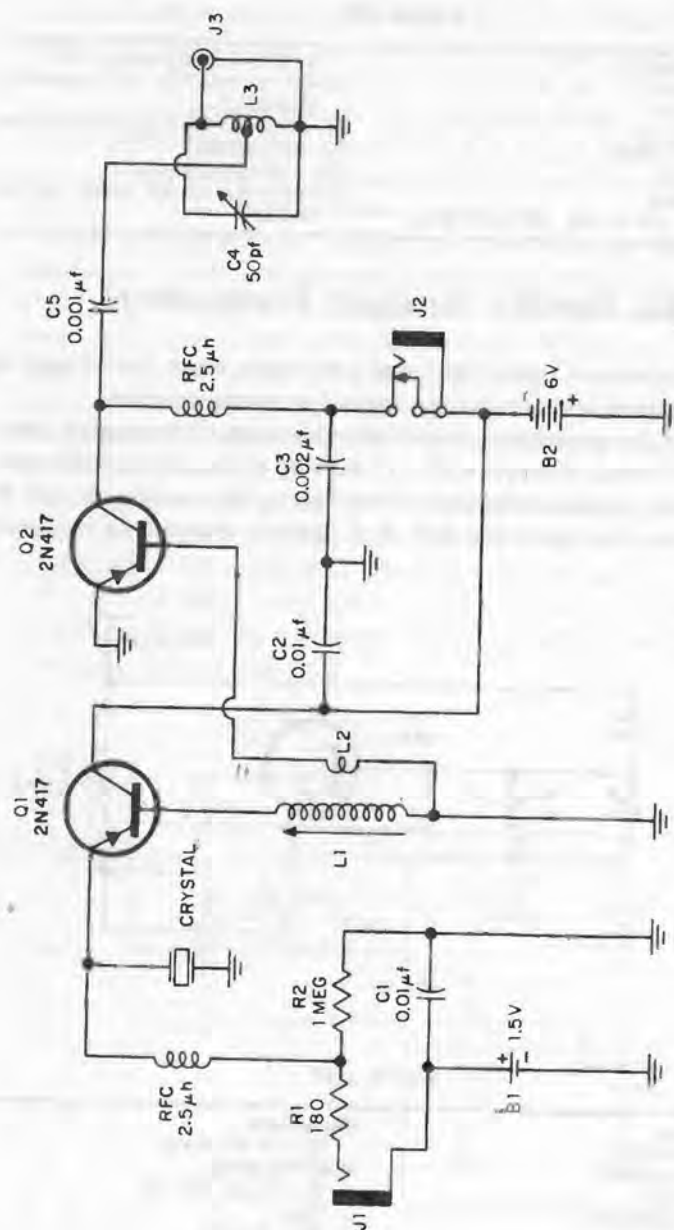 Q1
2N417
CRYSTAL
RFC
2.5μh
R1
180
R2
1 MEG
C1
0.01μf
J1
B1
1.5V
+
-
L1
L2
Q2
2N417
C2
0.01μf
C3
0.002μf
RFC
2.5μh
C5
0.001μf
J2
B2
6V
-
+
C4
50pf
L3
J3